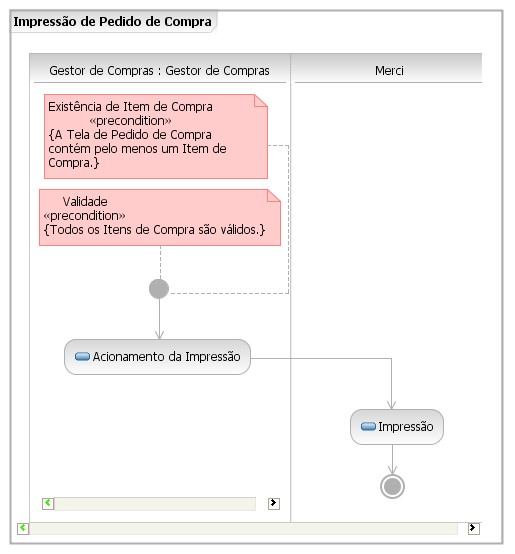 Impressão de Pedido de Compra
Gestor de Compras : Gestor de Compras
Merci
Existência de Item de Compra
«precondition»
{A Tela de Pedido de Compra
contém pelo menos um Item de
Compra.}
Validade
«precondition»
{Todos os Itens de Compra são válidos.}
Acionamento da Impressão
Impressão